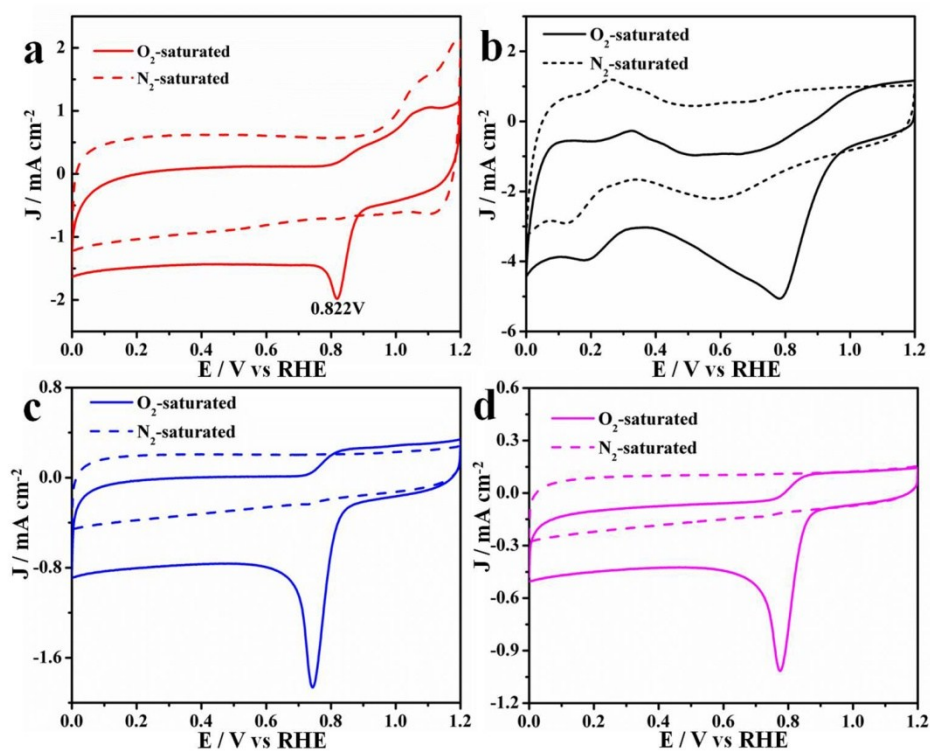 a
O₂-saturated
N₂-saturated
J / mA cm⁻²
2
1
0
-1
-2
0.822V
0.0 0.2 0.4 0.6 0.8 1.0 1.2
E / V vs RHE
b
O₂-saturated
N₂-saturated
J / mA cm⁻²
2
0
-2
-4
-6
0.0 0.2 0.4 0.6 0.8 1.0 1.2
E / V vs RHE
c
O₂-saturated
N₂-saturated
J / mA cm⁻²
0.8
0.0
-0.8
-1.6
0.0 0.2 0.4 0.6 0.8 1.0 1.2
E / V vs RHE
d
O₂-saturated
N₂-saturated
J / mA cm⁻²
0.6
0.3
0.0
-0.3
-0.6
-0.9
-1.2
0.0 0.2 0.4 0.6 0.8 1.0 1.2
E / V vs RHE